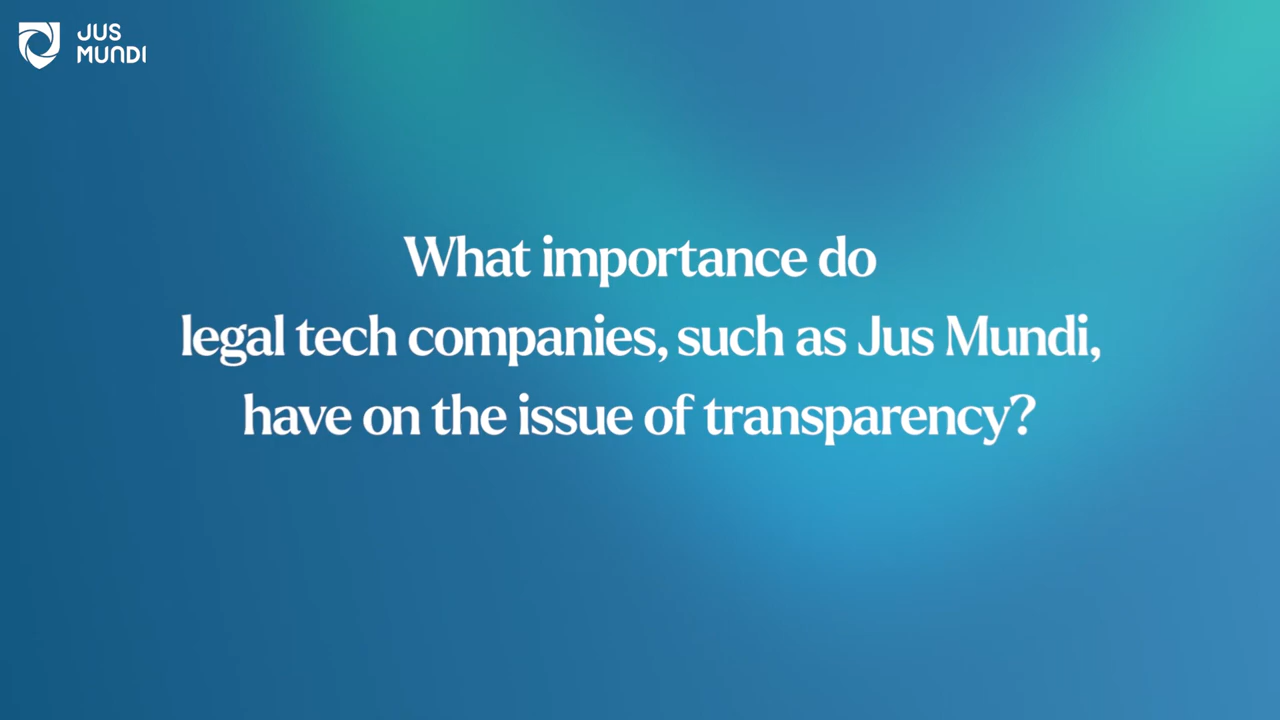 JUS
MUNDI
What importance do
legal tech companies, such as Jus Mundi,
have on the issue of transparency?